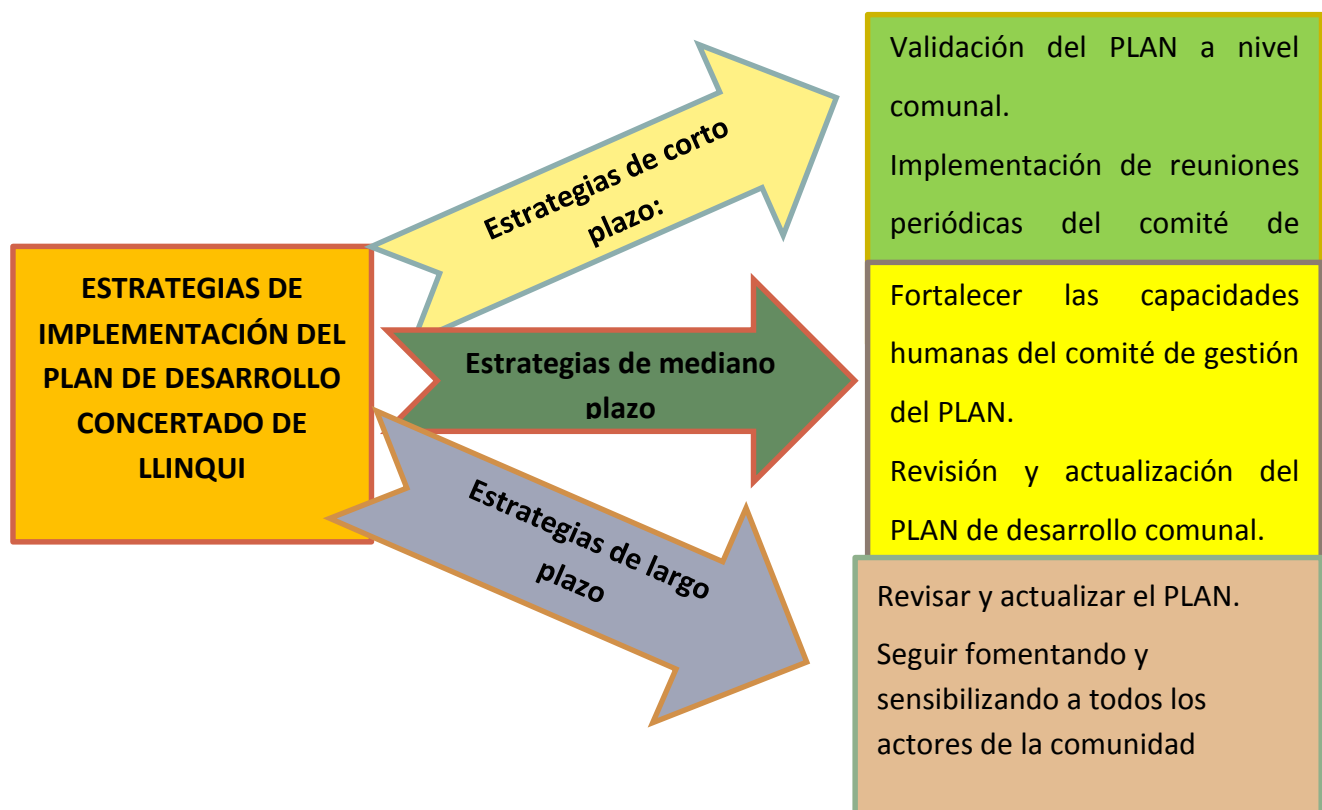 ESTRATEGIAS DE
IMPLEMENTACIÓN DEL
PLAN DE DESARROLLO
CONCERTADO DE
LLINQUI
Estrategias de corto
plazo:
Validación del PLAN a nivel
comunal.
Implementación de reuniones
periódicas del comité de
Estrategias de mediano
plazo
Fortalecer las capacidades
humanas del comité de gestión
del PLAN.
Revisión y actualización del
PLAN de desarrollo comunal.
Estrategias de largo
plazo
Revisar y actualizar el PLAN.
Seguir fomentando y
sensibilizando a todos los
actores de la comunidad